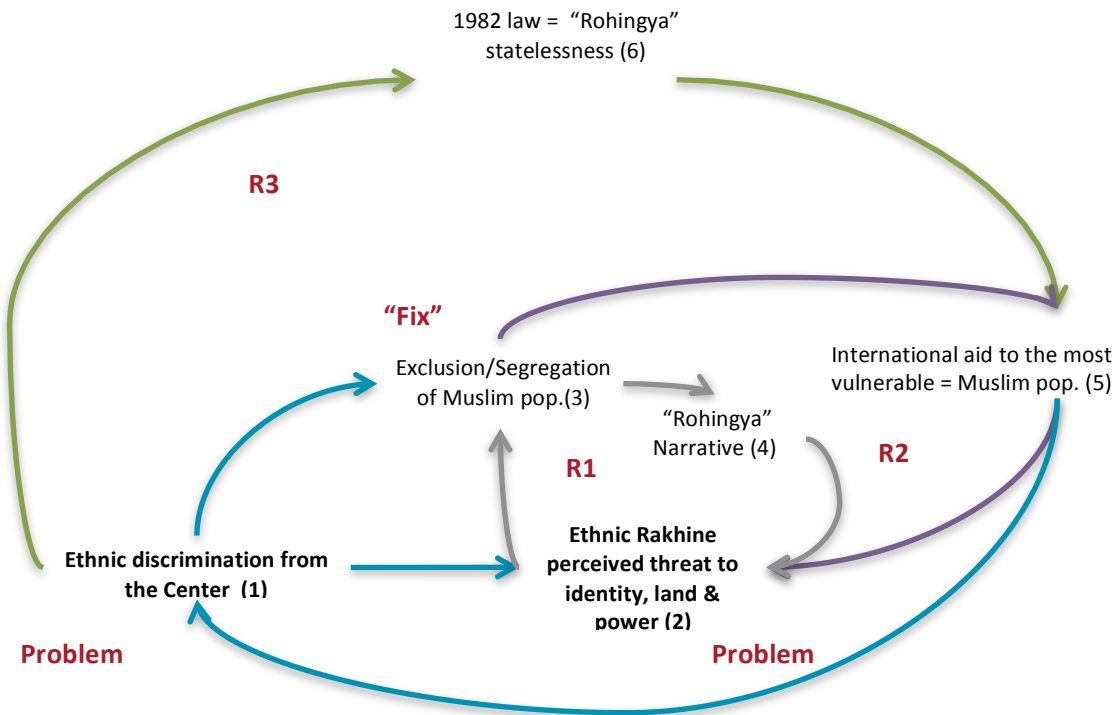 1982 law = “Rohingya”
statelessness (6)
R3
“Fix”
Exclusion/Segregation
of Muslim pop.(3)
International aid to the most
vulnerable = Muslim pop. (5)
“Rohingya”
Narrative (4)
R2
R1
Ethnic discrimination from
the Center (1)
Ethnic Rakhine
perceived threat to
identity, land &
power (2)
Problem
Problem